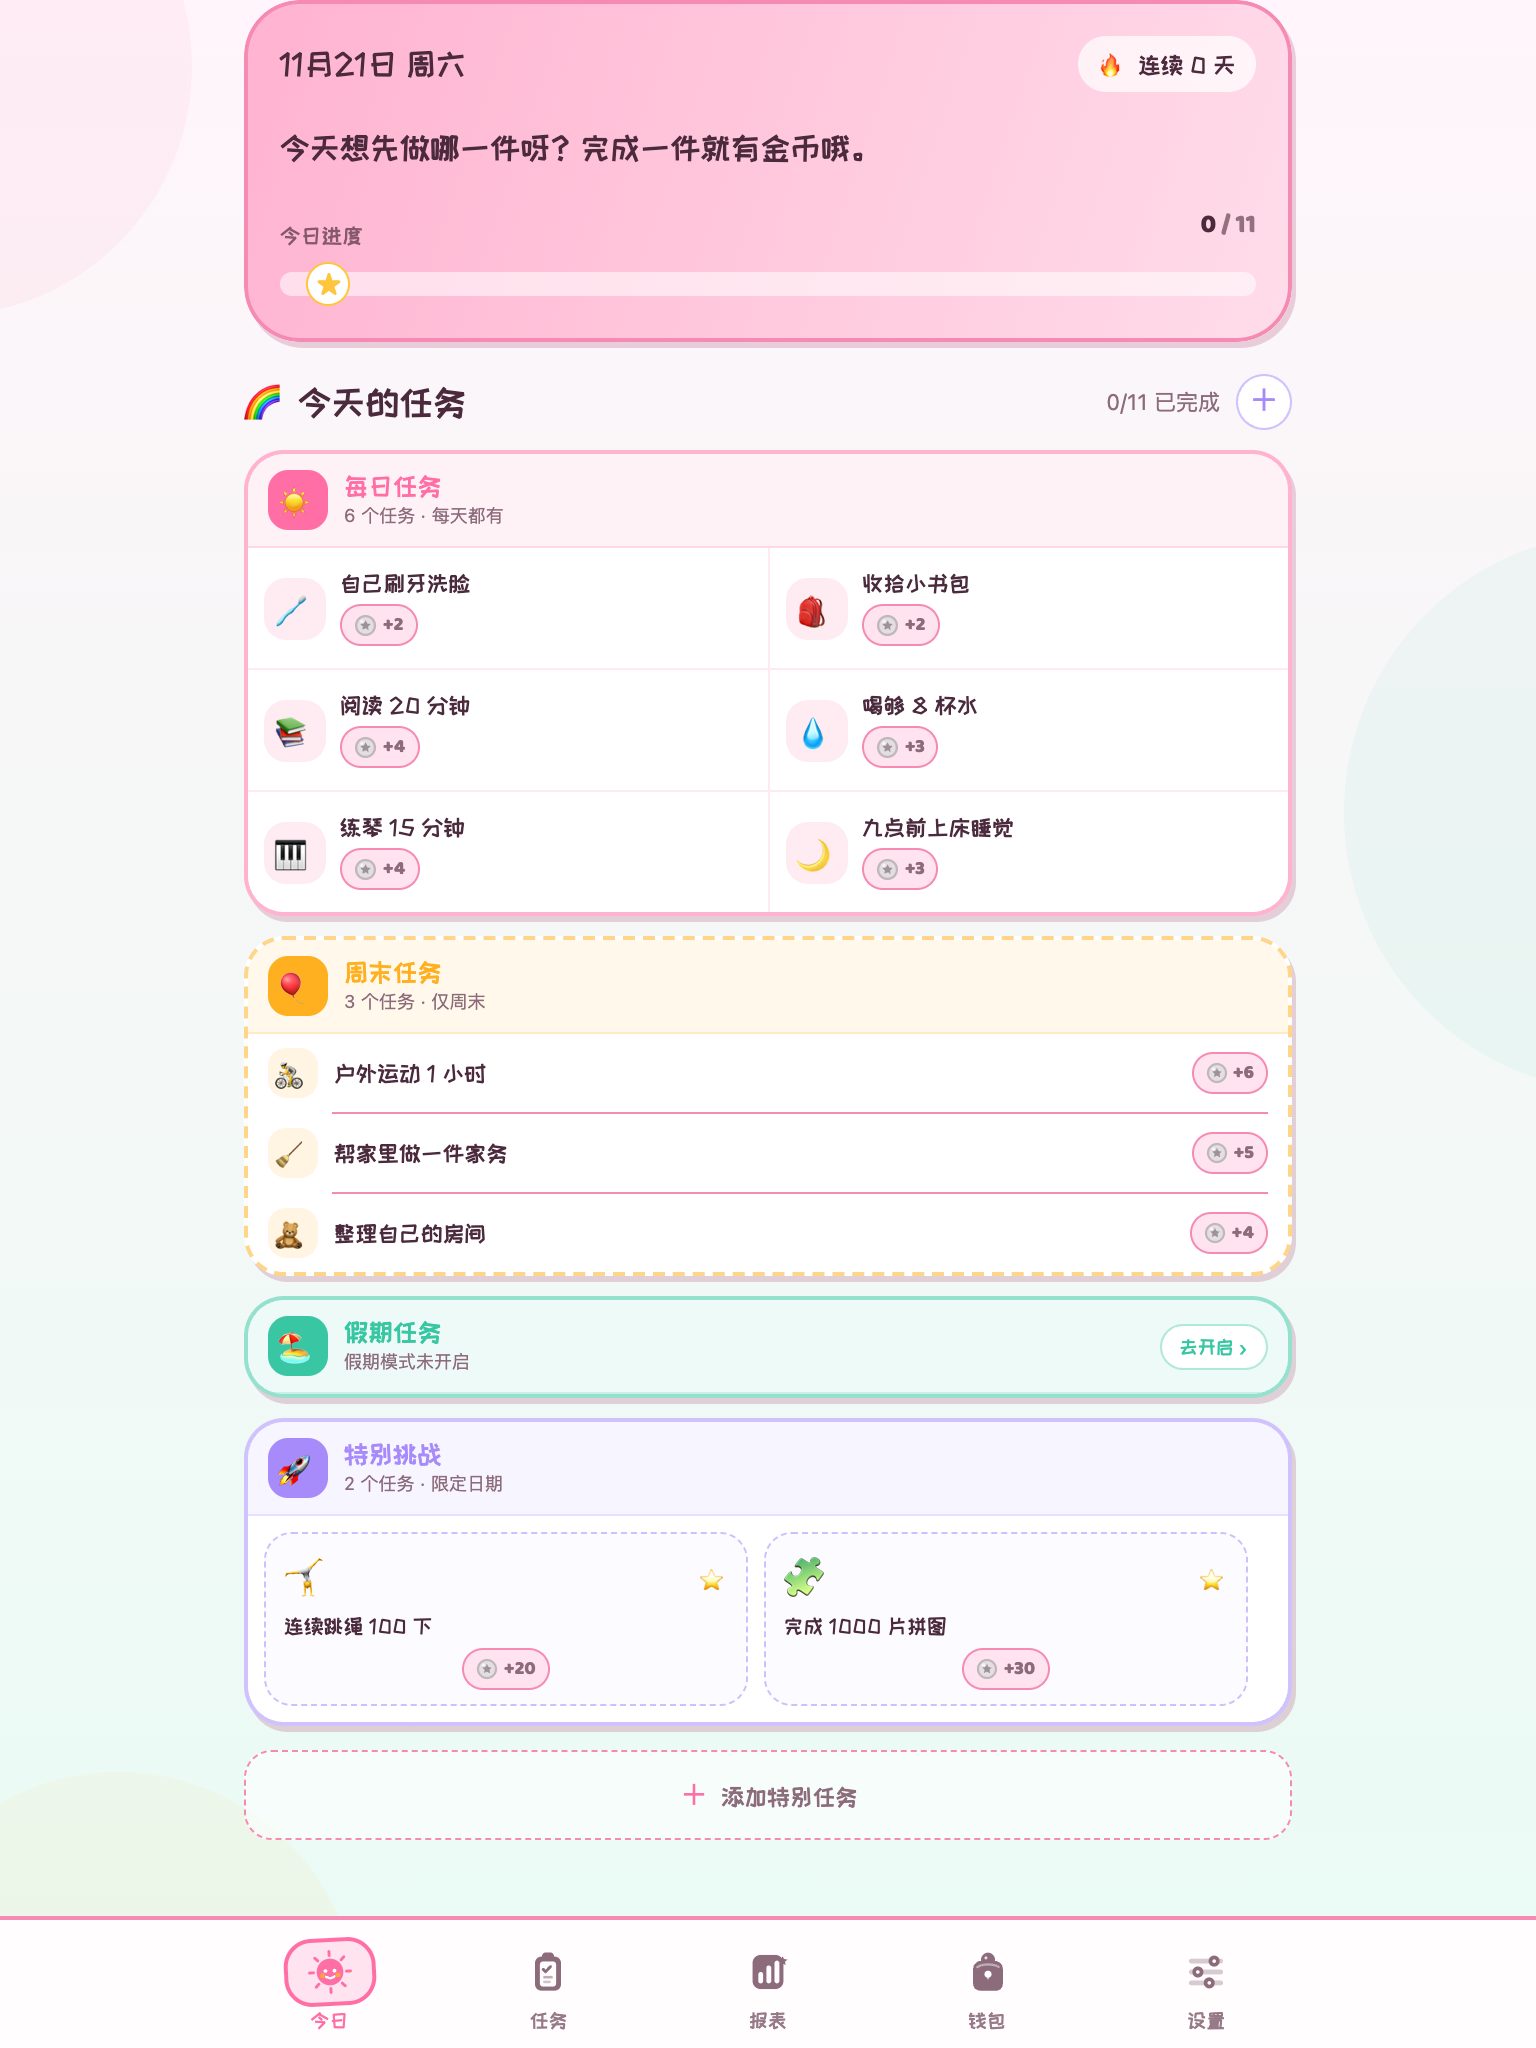 11月21日 周六
🔥 连续 0 天
今天想先做哪一件呀？完成一件就有金币哦。
今日进度
0 / 11
今天的任务
0/11 已完成
每日任务
6 个任务 · 每天都有
自己刷牙洗脸
+2
收拾小书包
+2
阅读 20 分钟
+4
喝够 8 杯水
+3
练琴 15 分钟
+4
九点前上床睡觉
+3
周末任务
3 个任务 · 仅周末
户外运动 1 小时
+6
帮家里做一件家务
+5
整理自己的房间
+4
假期任务
假期模式未开启
去开启 ›
特别挑战
2 个任务 · 限定日期
连续跳绳 100 下
+20
完成 1000 片拼图
+30
+ 添加特别任务
今日
任务
报表
钱包
设置